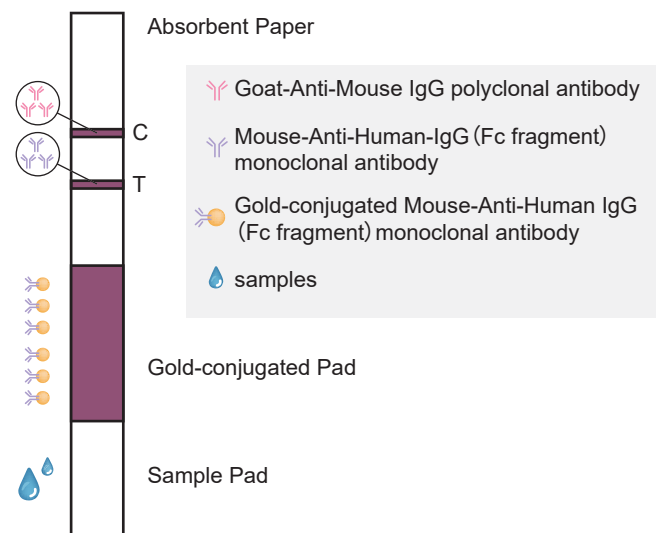 Absorbent Paper
Goat-Anti-Mouse IgG polyclonal antibody
C
Mouse-Anti-Human-IgG (Fc fragment)
monoclonal antibody
T
Gold-conjugated Mouse-Anti-Human IgG
(Fc fragment) monoclonal antibody
samples
Gold-conjugated Pad
Sample Pad